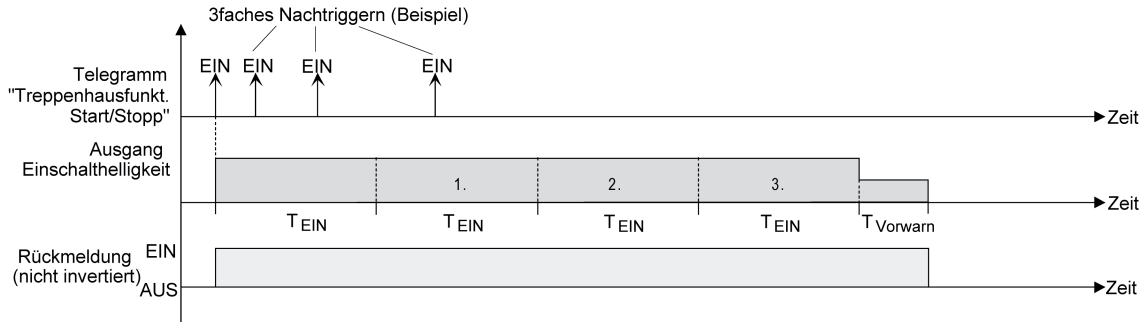 3faches Nachtriggern (Beispiel)
EIN EIN EIN EIN
Telegramm
"Treppenhausfunkt.
Start/Stopp"
Zeit
Ausgang
Einschalthelligkeit
1. 2. 3.
Zeit
T EIN T EIN T EIN T EIN T Vorwarn
Rückmeldung
(nicht invertiert)
EIN
AUS
Zeit